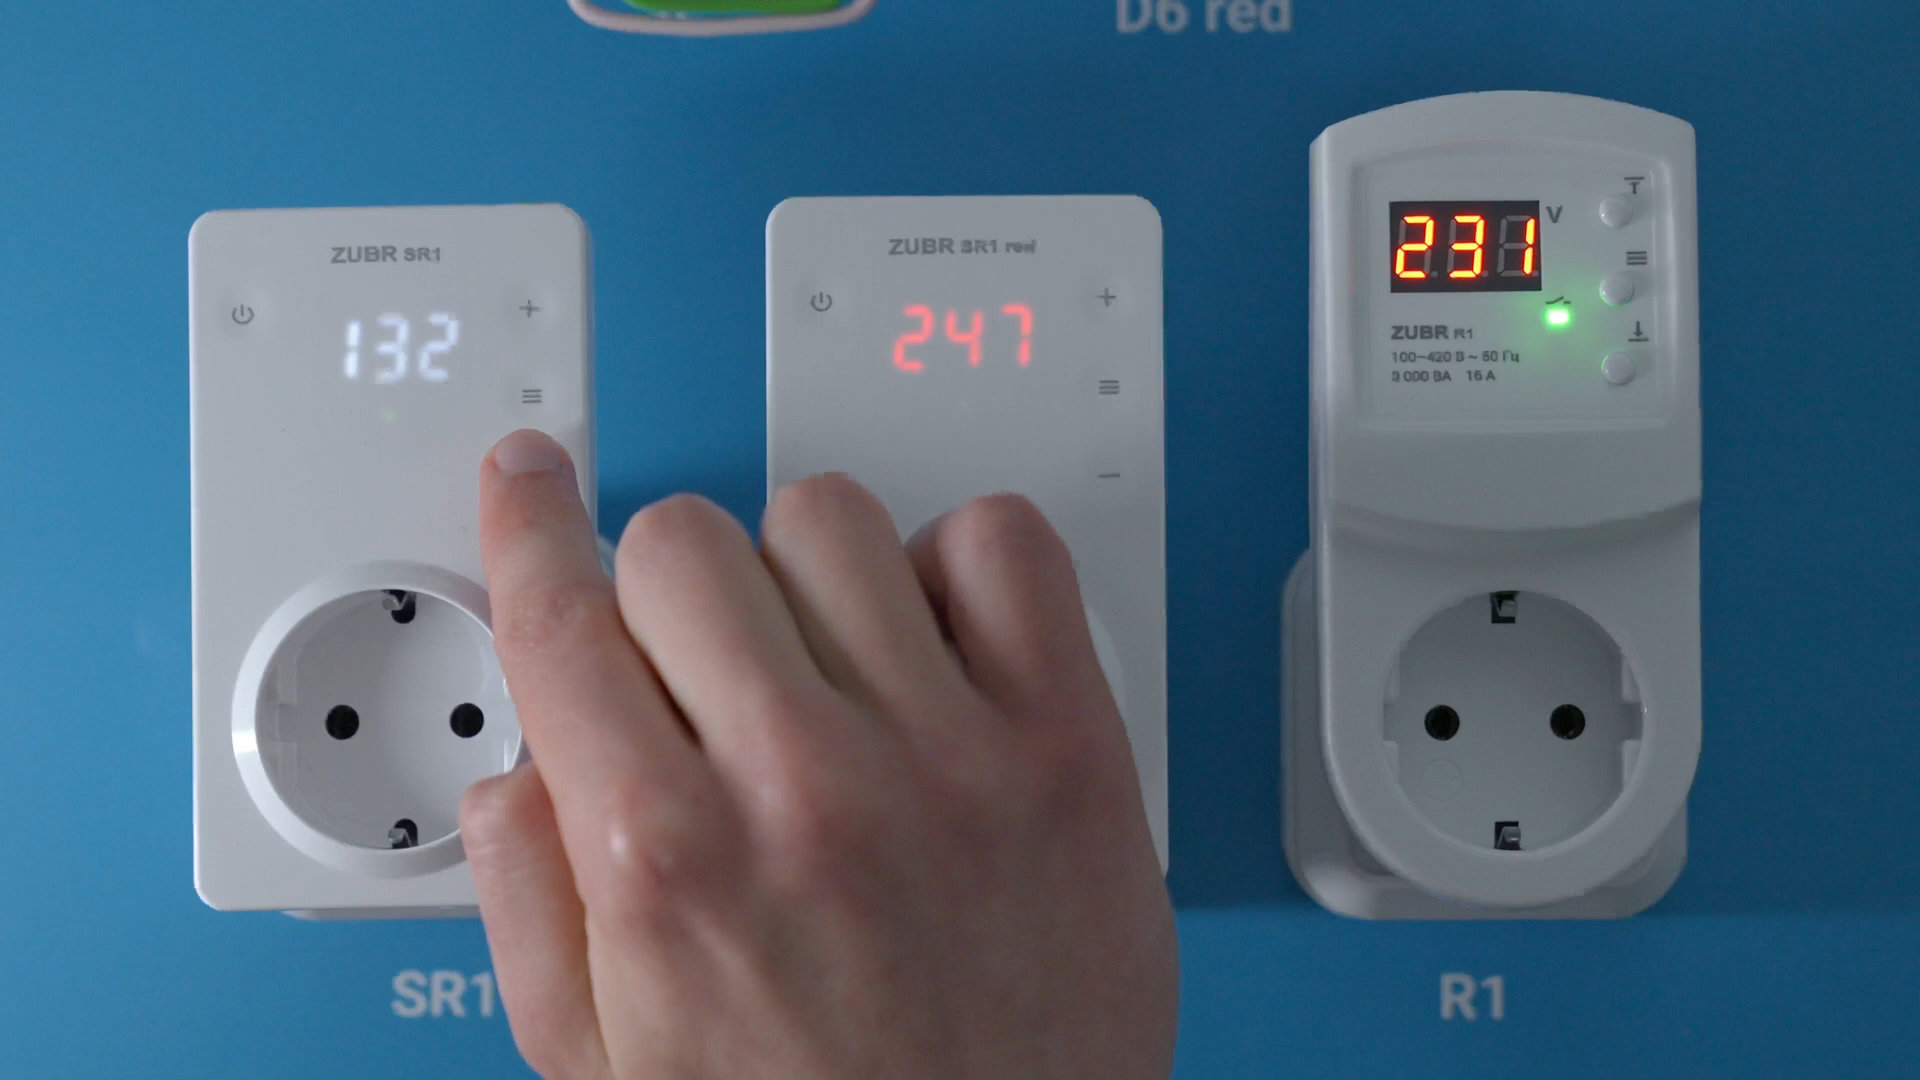 D6 red
ZUBR SR1
132
ZUBR SR1 red
247
231
V
ZUBR R1
100–420 В ~ 50 Гц
3 000 ВА 16 А
SR1
R1